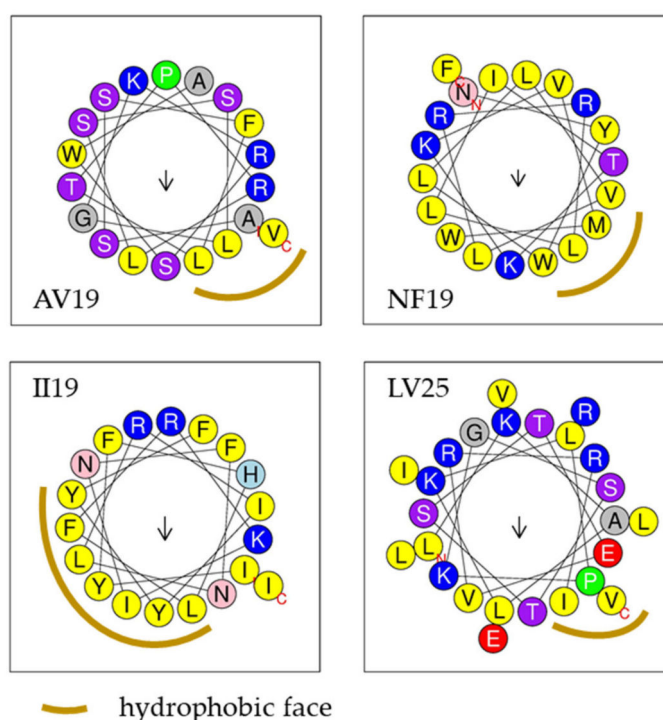 K P A
S S
S F
W R
T R
G A V
C
S L
L S L
AV19
F
C
N I L V
N
R R
K Y
L T
L V
W M
L L
K W
NF19
II19
F R R F F
N H
Y I
F K
L I I
C
Y N
I Y L
LV25
V
G K T L R
R R
I K S
S A L
L L E
N
K P
V L T I V
C
E
hydrophobic face